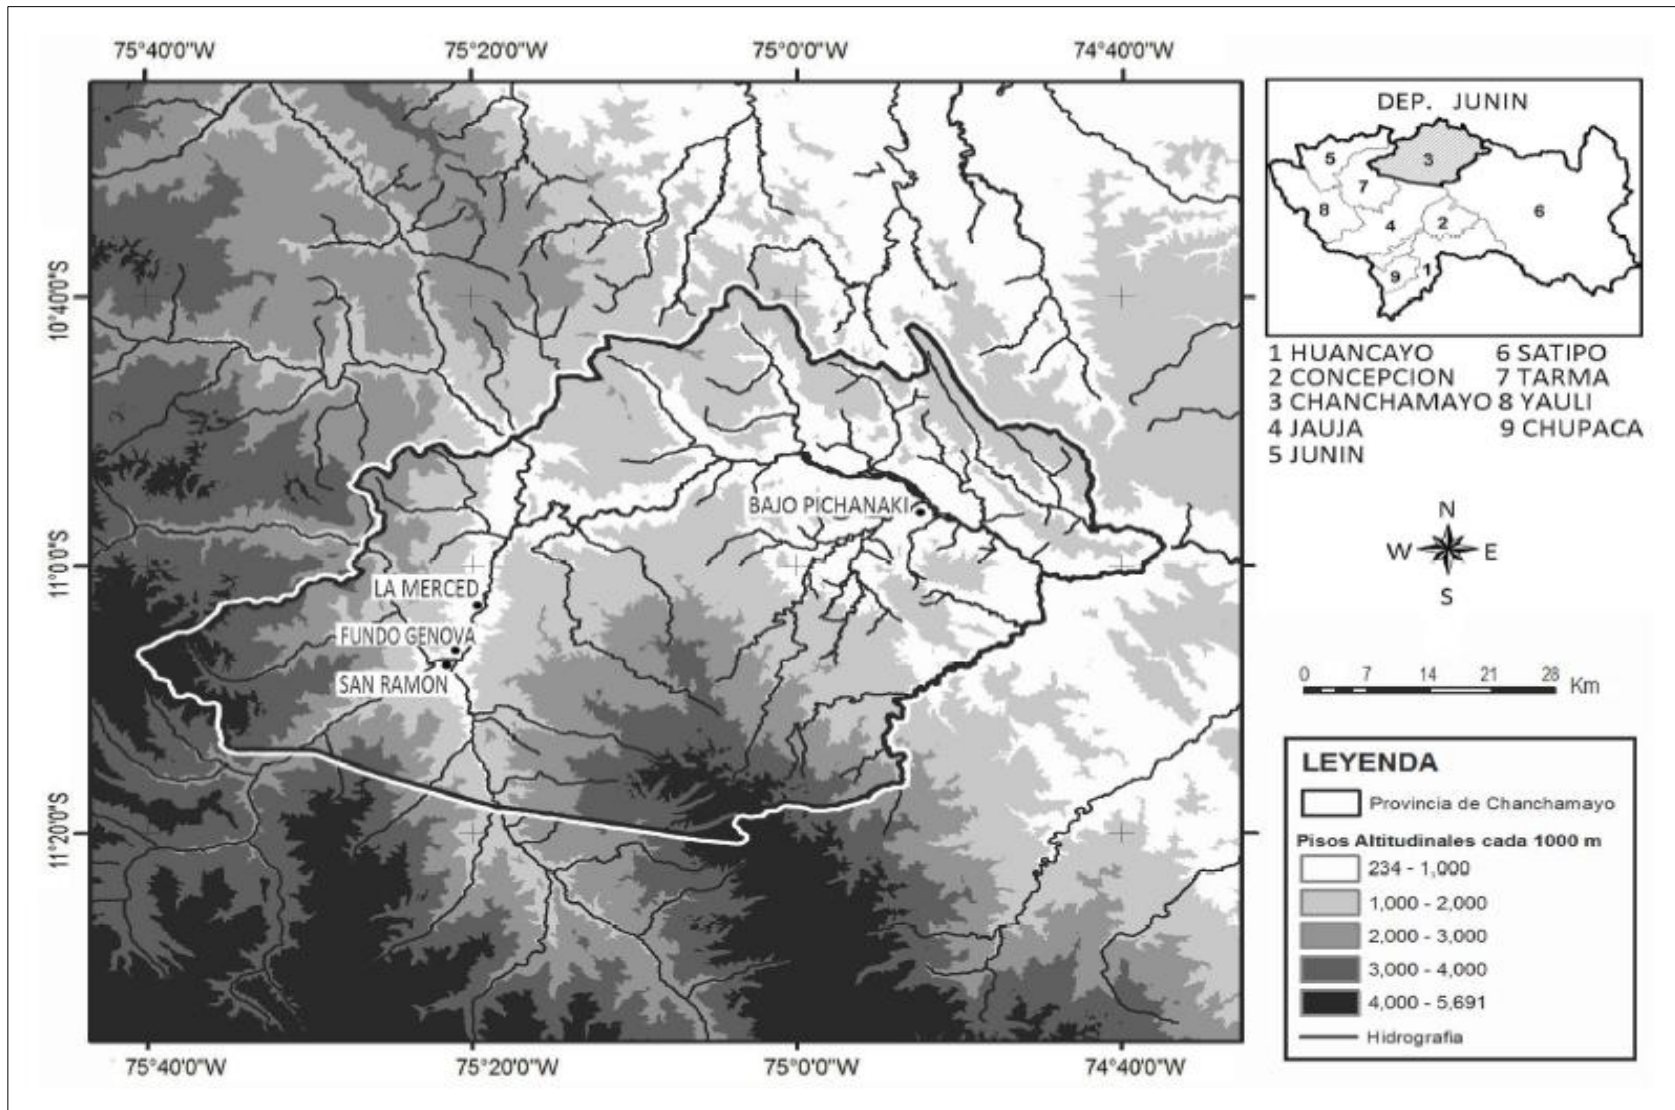 75°40'0"W 75°20'0"W 75°0'0"W 74°40'0"W
10°40'0"S
11°0'0"S
11°20'0"S
BAJO PICHANAKI
LA MERCED
FUNDO GENOVA
SAN RAMON
75°40'0"W 75°20'0"W 75°0'0"W 74°40'0"W
DEP. JUNIN
5
3
7
8
4
2
6
9
1
1 HUANCAYO 6 SATIPO
2 CONCEPCION 7 TARMA
3 CHANCHAMAYO 8 YAULI
4 JAUJA 9 CHUPACA
5 JUNIN
N
W E
S
0 7 14 21 28
Km
LEYENDA
Provincia de Chanchamayo
Pisos Altitudinales cada 1000 m
234 - 1,000
1,000 - 2,000
2,000 - 3,000
3,000 - 4,000
4,000 - 5,691
Hidrografia